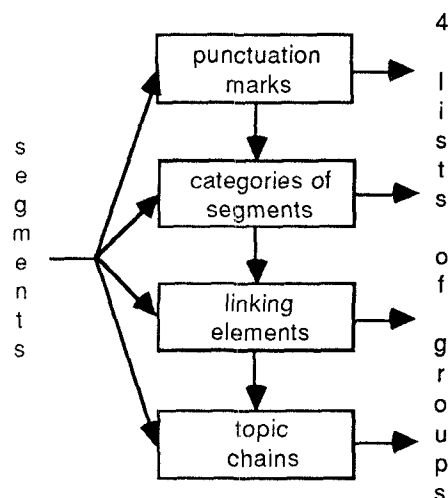 segments
punctuation
marks
categories of
segments
linking
elements
topic
chains
4 lists of groups